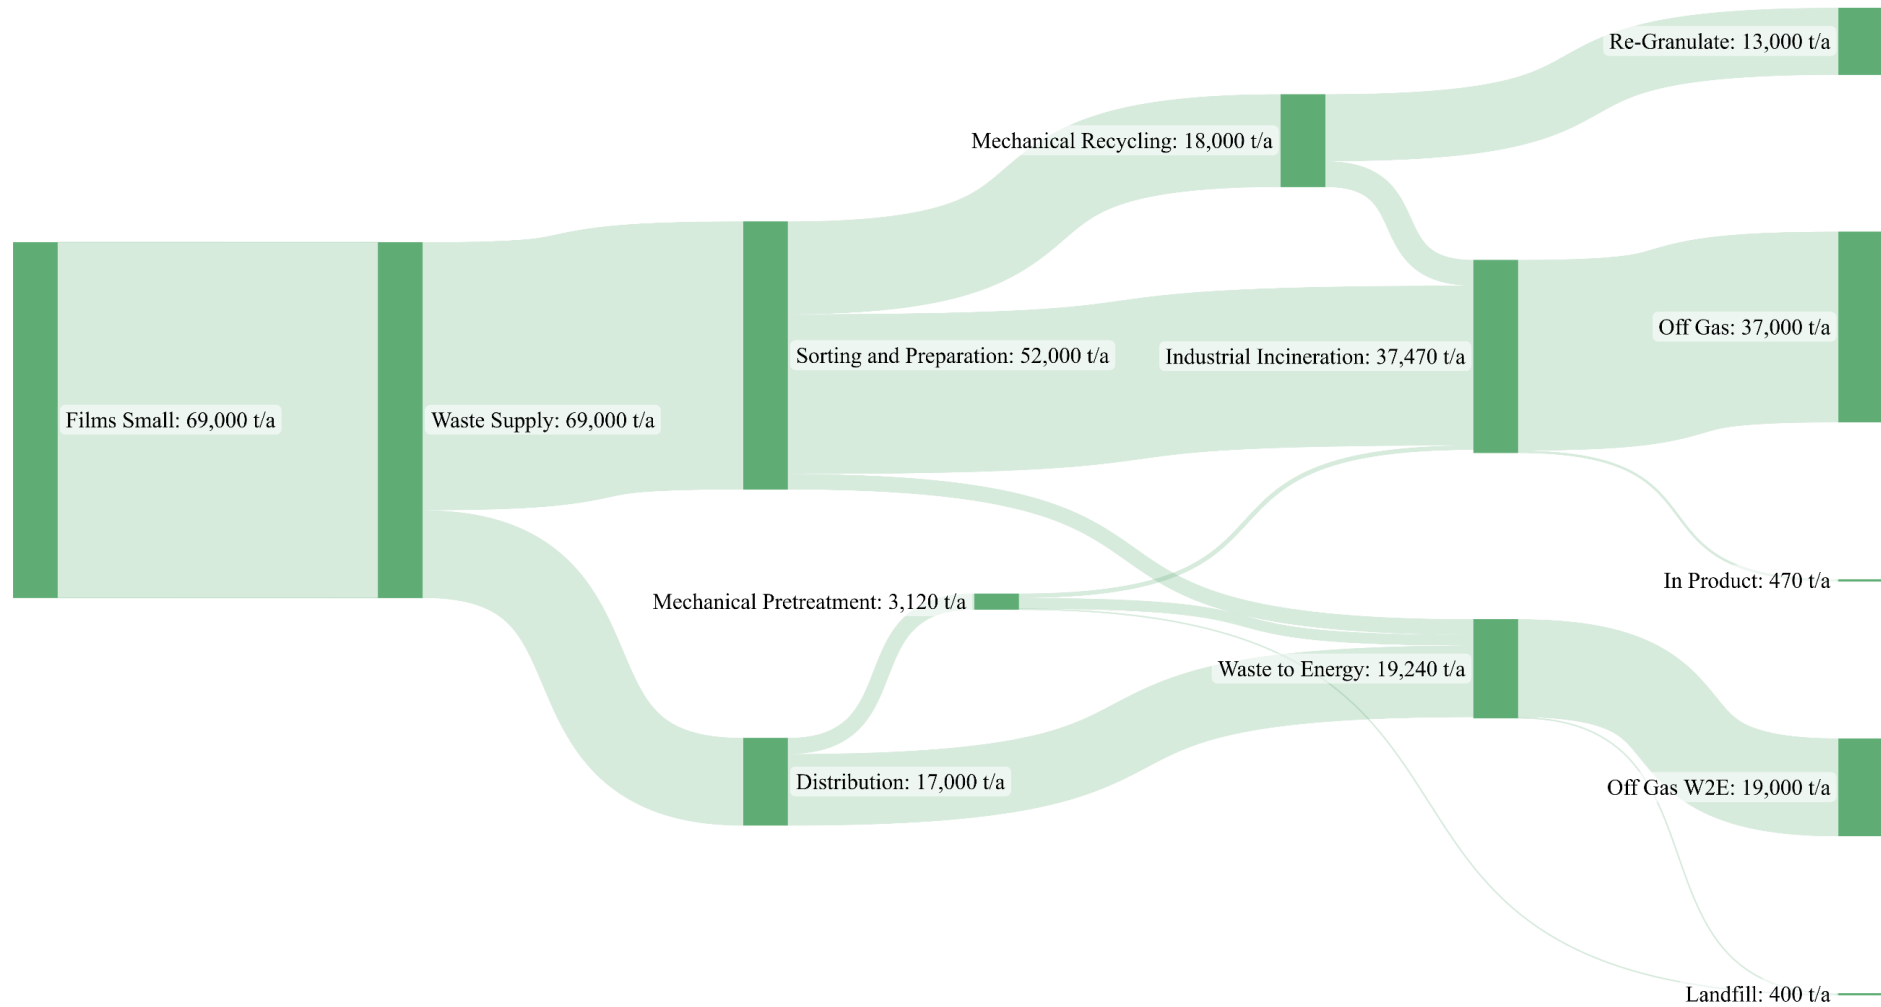 Re-Granulate: 13,000 t/a
Mechanical Recycling: 18,000 t/a
Off Gas: 37,000 t/a
Sorting and Preparation: 52,000 t/a
Industrial Incineration: 37,470 t/a
Films Small: 69,000 t/a
Waste Supply: 69,000 t/a
In Product: 470 t/a
Mechanical Pretreatment: 3,120 t/a
Waste to Energy: 19,240 t/a
Distribution: 17,000 t/a
Off Gas W2E: 19,000 t/a
Landfill: 400 t/a